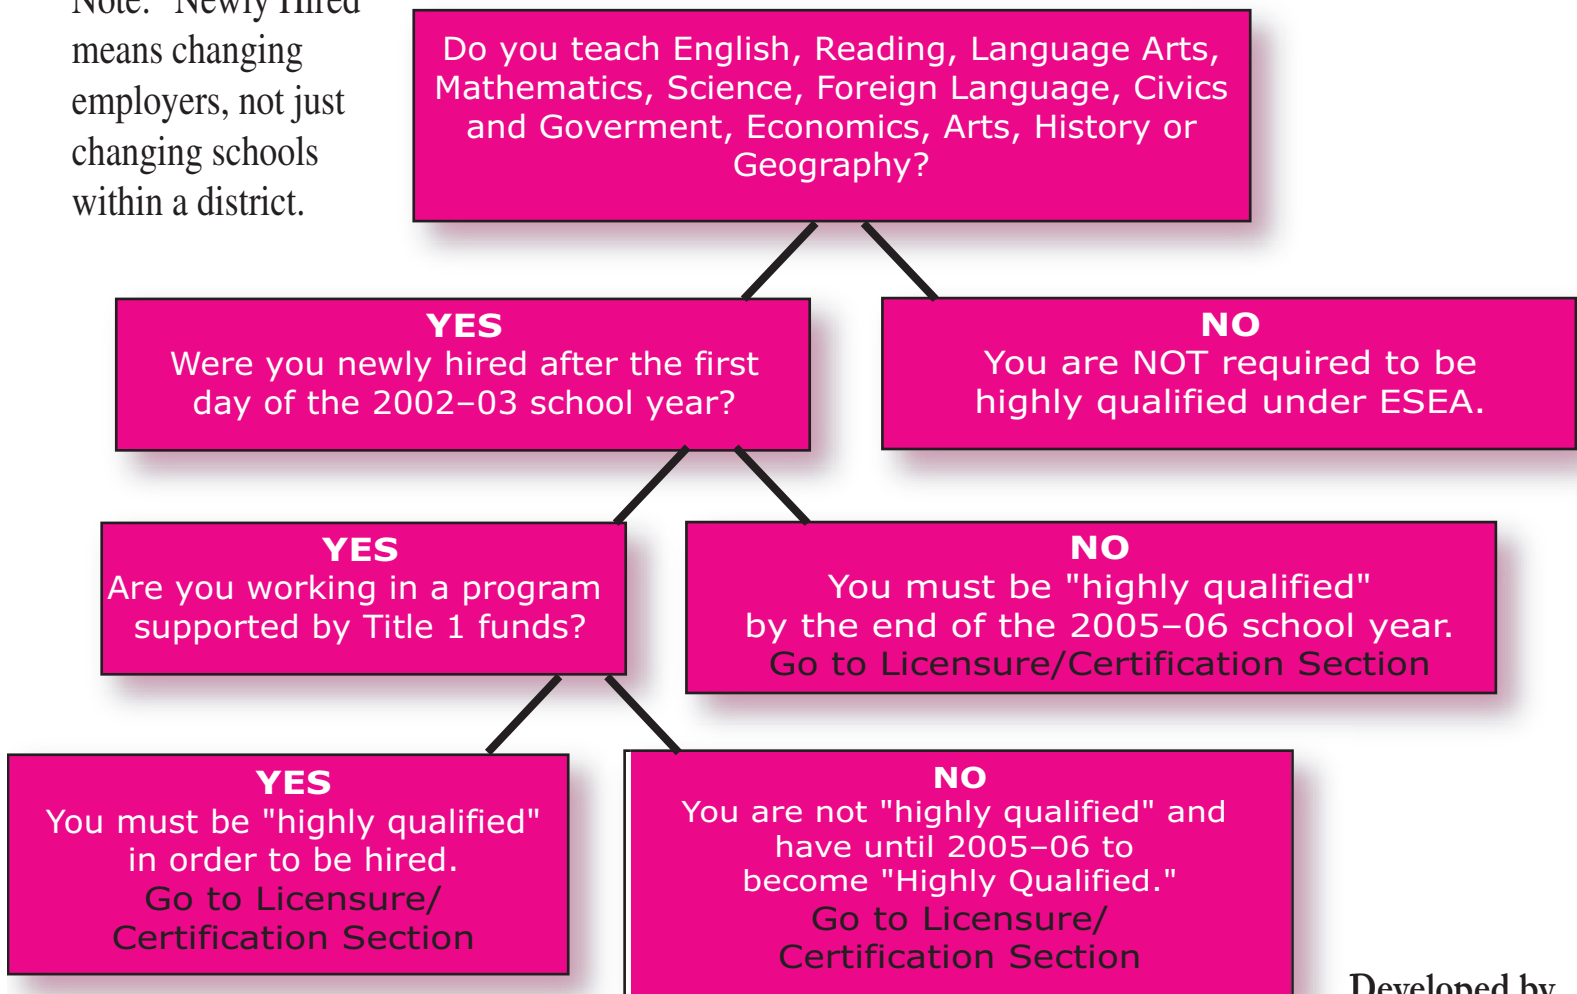 Note: "Newly Hired"
means changing
employers, not just
changing schools
within a district.
Do you teach English, Reading, Language Arts,
Mathematics, Science, Foreign Language, Civics
and Goverment, Economics, Arts, History or
Geography?
YES
Were you newly hired after the first
day of the 2002–03 school year?
NO
You are NOT required to be
highly qualified under ESEA.
YES
Are you working in a program
supported by Title 1 funds?
NO
You must be "highly qualified"
by the end of the 2005–06 school year.
Go to Licensure/Certification Section
YES
You must be "highly qualified"
in order to be hired.
Go to Licensure/
Certification Section
NO
You are not "highly qualified" and
have until 2005–06 to
become "Highly Qualified."
Go to Licensure/
Certification Section
Developed by